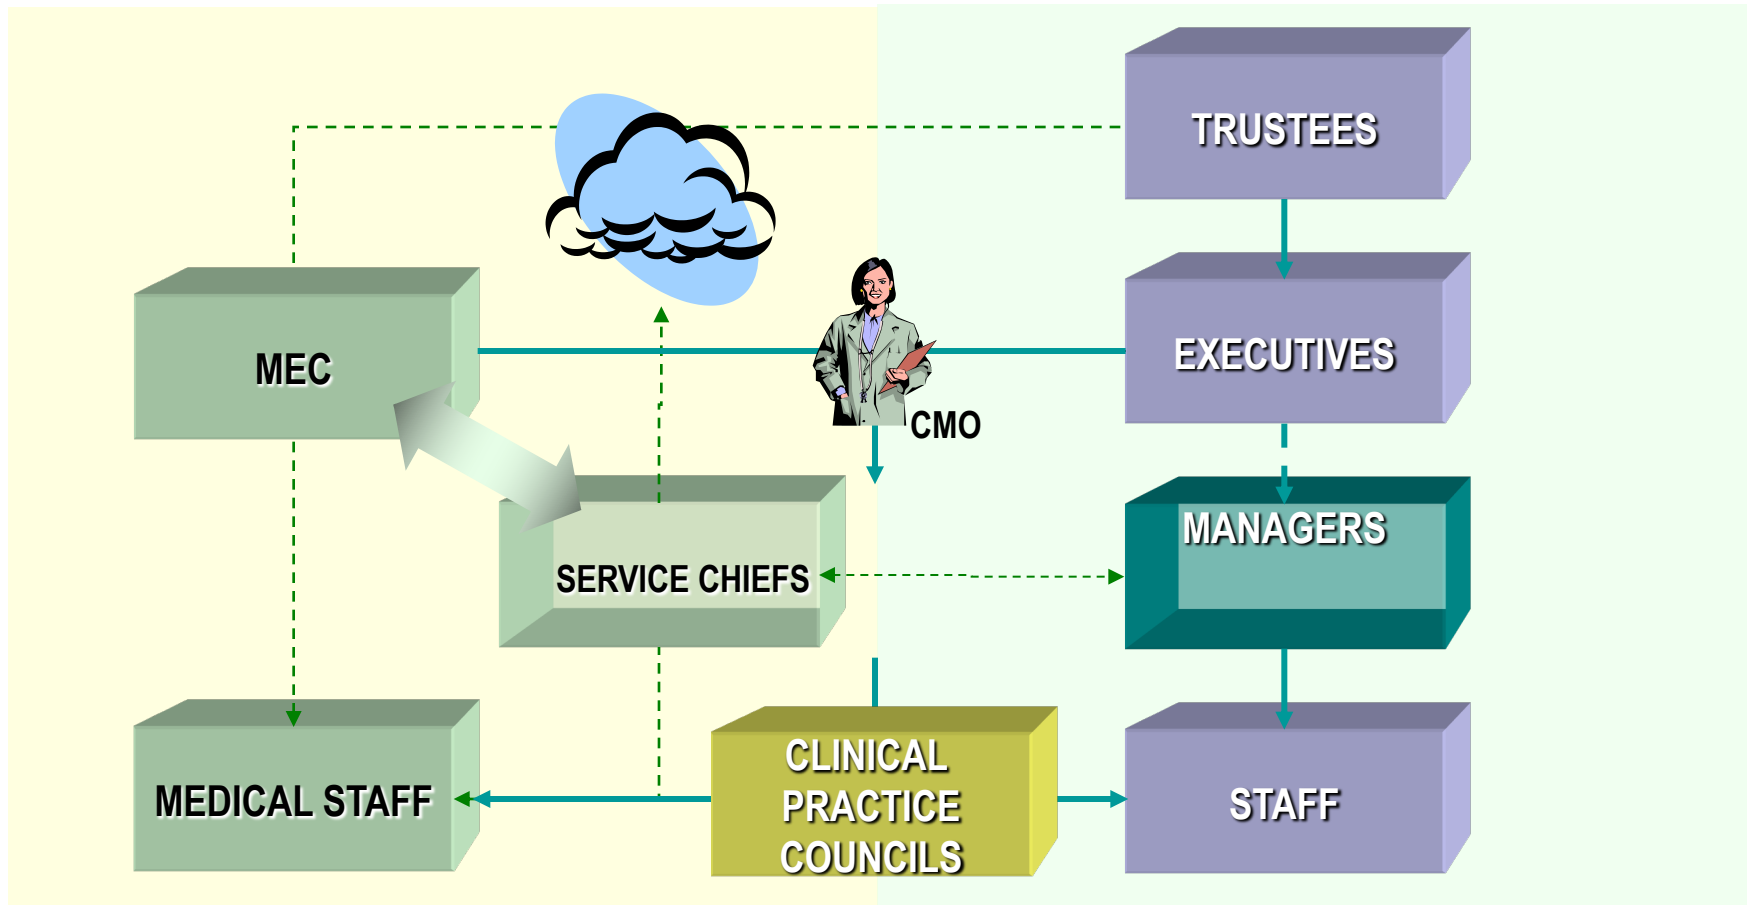 TRUSTEES
MEC
EXECUTIVES
CMO
MANAGERS
SERVICE CHIEFS
MEDICAL STAFF
CLINICAL
PRACTICE
COUNCILS
STAFF